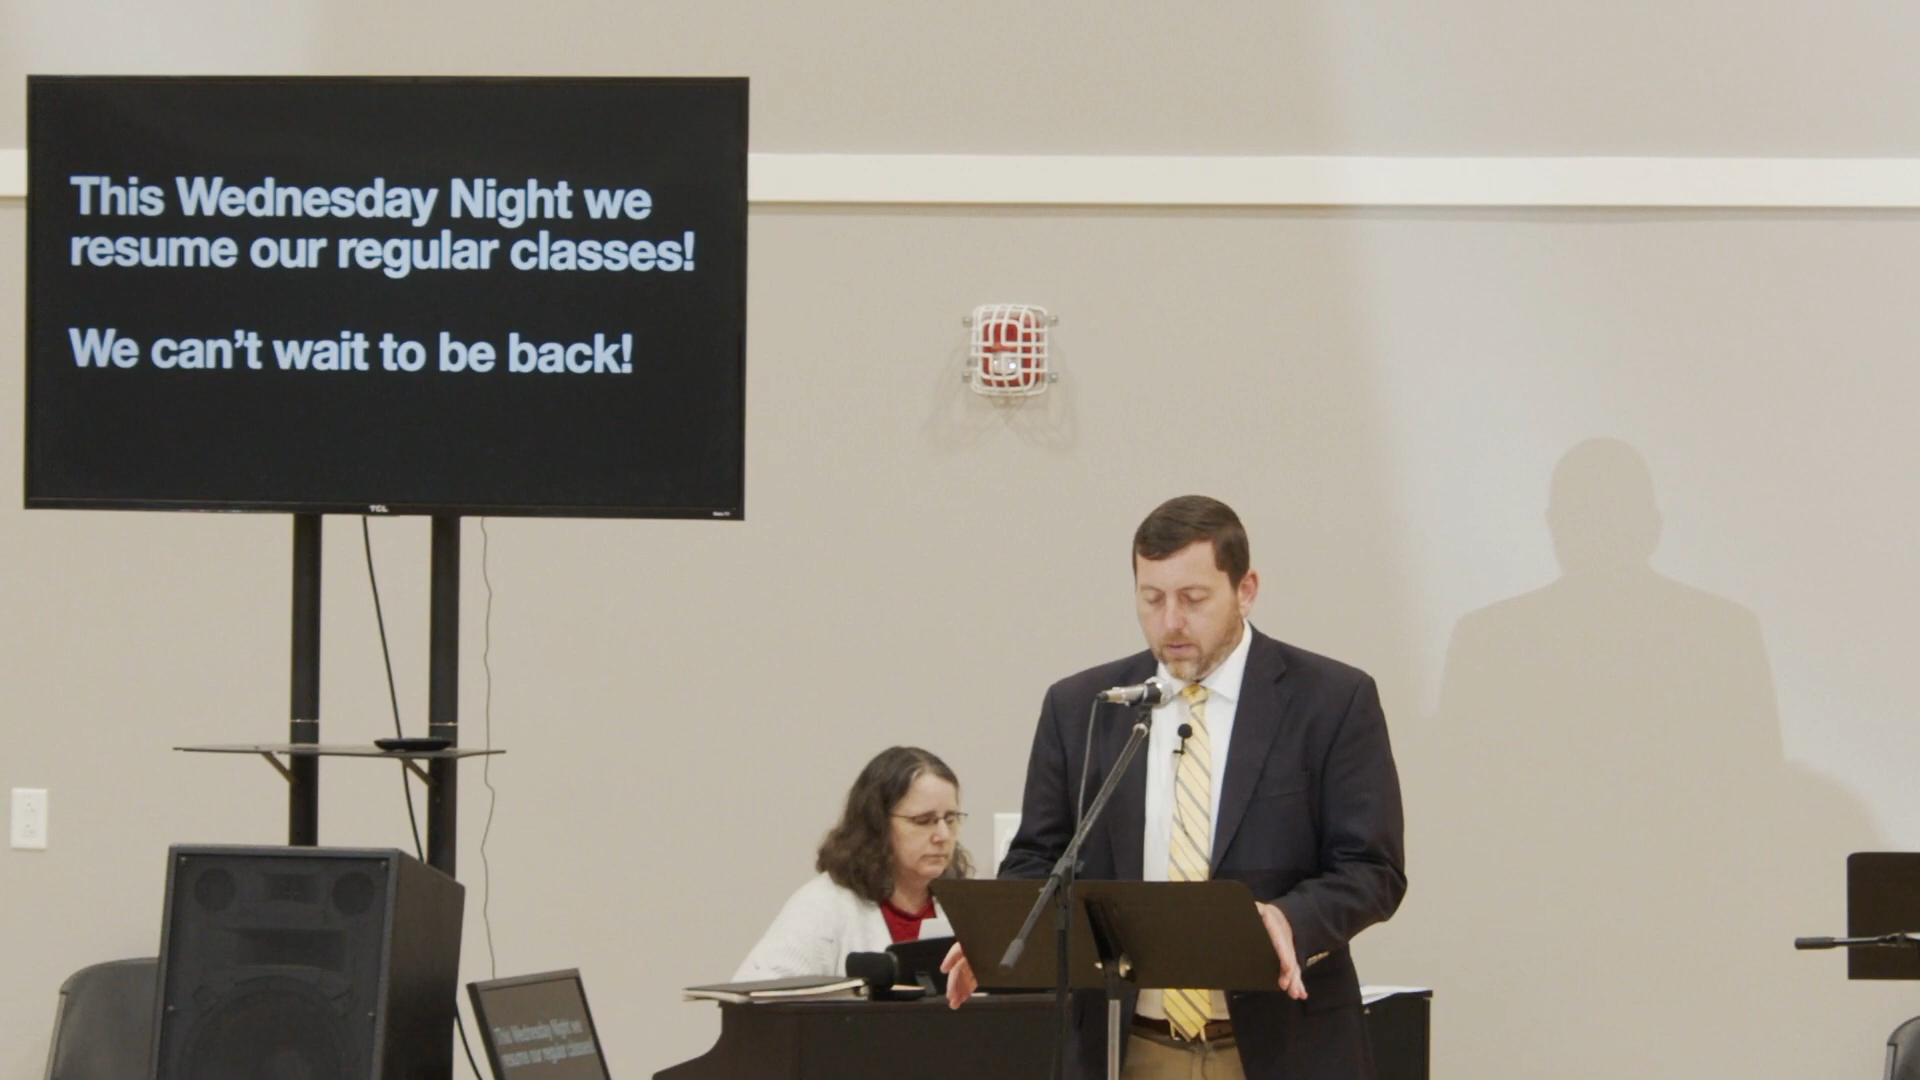 This Wednesday Night we
resume our regular classes!
We can't wait to be back!
TCL
This Wednesday Night we
resume our regular classes!